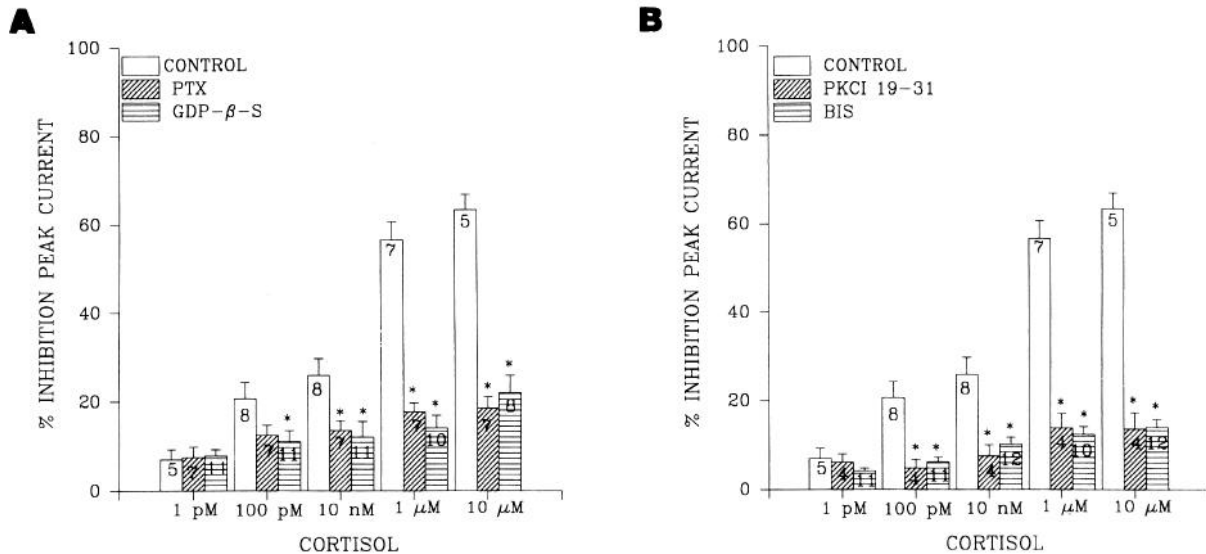 A
% INHIBITION PEAK CURRENT
100
80
60
40
20
0
CONTROL
PTX
GDP-β-S
5 7 11
8 7 11 *
8 7 * 11 *
7 7 * 10 *
5 7 * 8 *
1 pM 100 pM 10 nM 1 μM 10 μM
CORTISOL
B
% INHIBITION PEAK CURRENT
100
80
60
40
20
0
CONTROL
PKCI 19-31
BIS
5 4 11
8 4 * 11 *
8 4 * 12 *
7 4 * 10 *
5 4 * 12 *
1 pM 100 pM 10 nM 1 μM 10 μM
CORTISOL